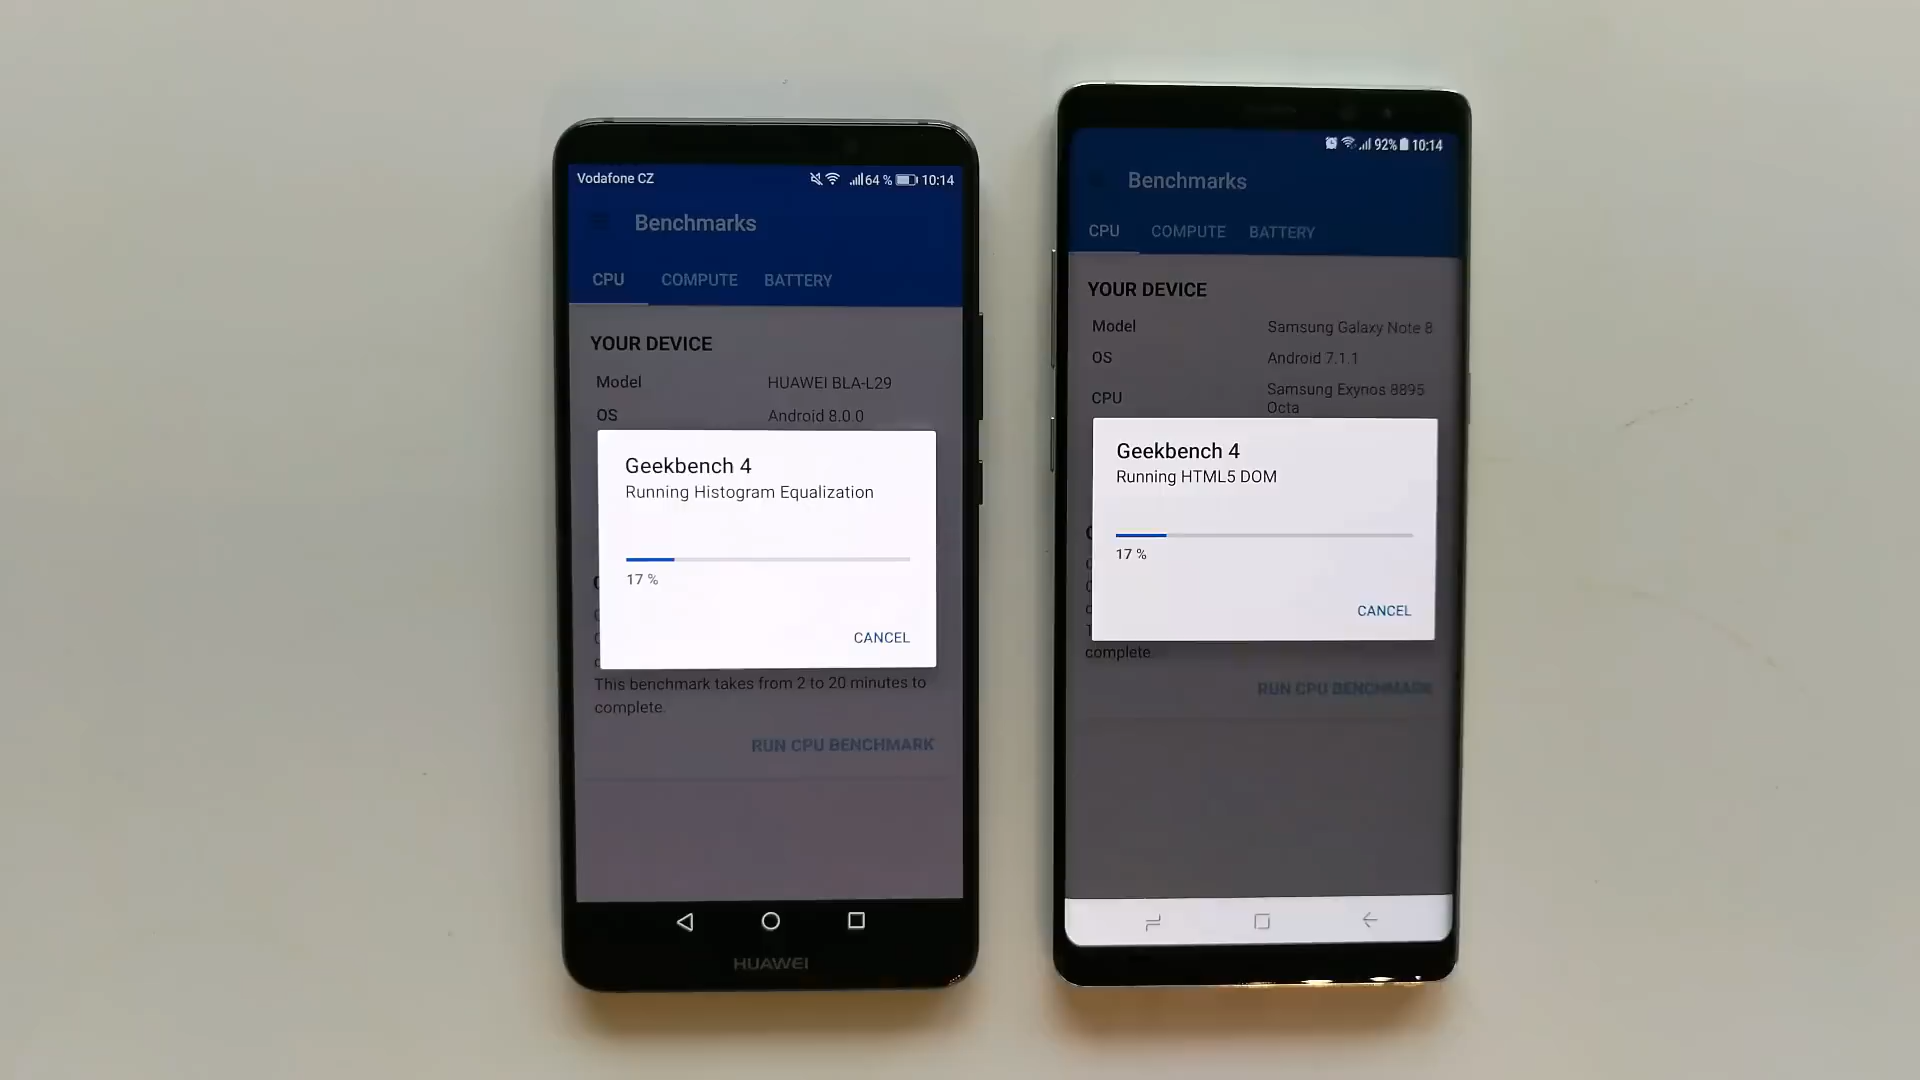 Vodafone CZ
64 % 10:14
Benchmarks
CPU COMPUTE BATTERY
YOUR DEVICE
Model HUAWEI BLA-L29
OS Android 8.0.0
Geekbench 4
Running Histogram Equalization
17 %
CANCEL
This benchmark takes from 2 to 20 minutes to
complete.
RUN CPU BENCHMARK
HUAWEI
92% 10:14
Benchmarks
CPU COMPUTE BATTERY
YOUR DEVICE
Model Samsung Galaxy Note 8
OS Android 7.1.1
CPU Samsung Exynos 8895
Octa
Geekbench 4
Running HTML5 DOM
17 %
CANCEL
complete.
RUN CPU BENCHMARK